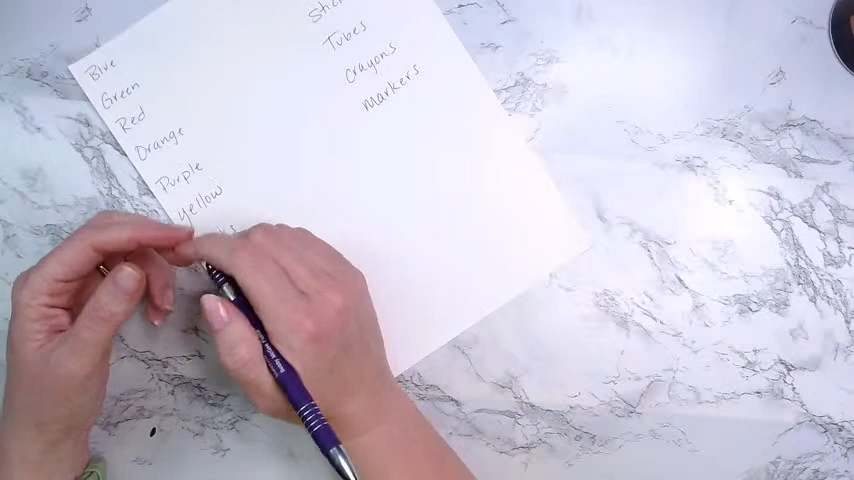 Blue
Green
Red
Orange
Purple
yellow
Tubes
Crayons
Markers